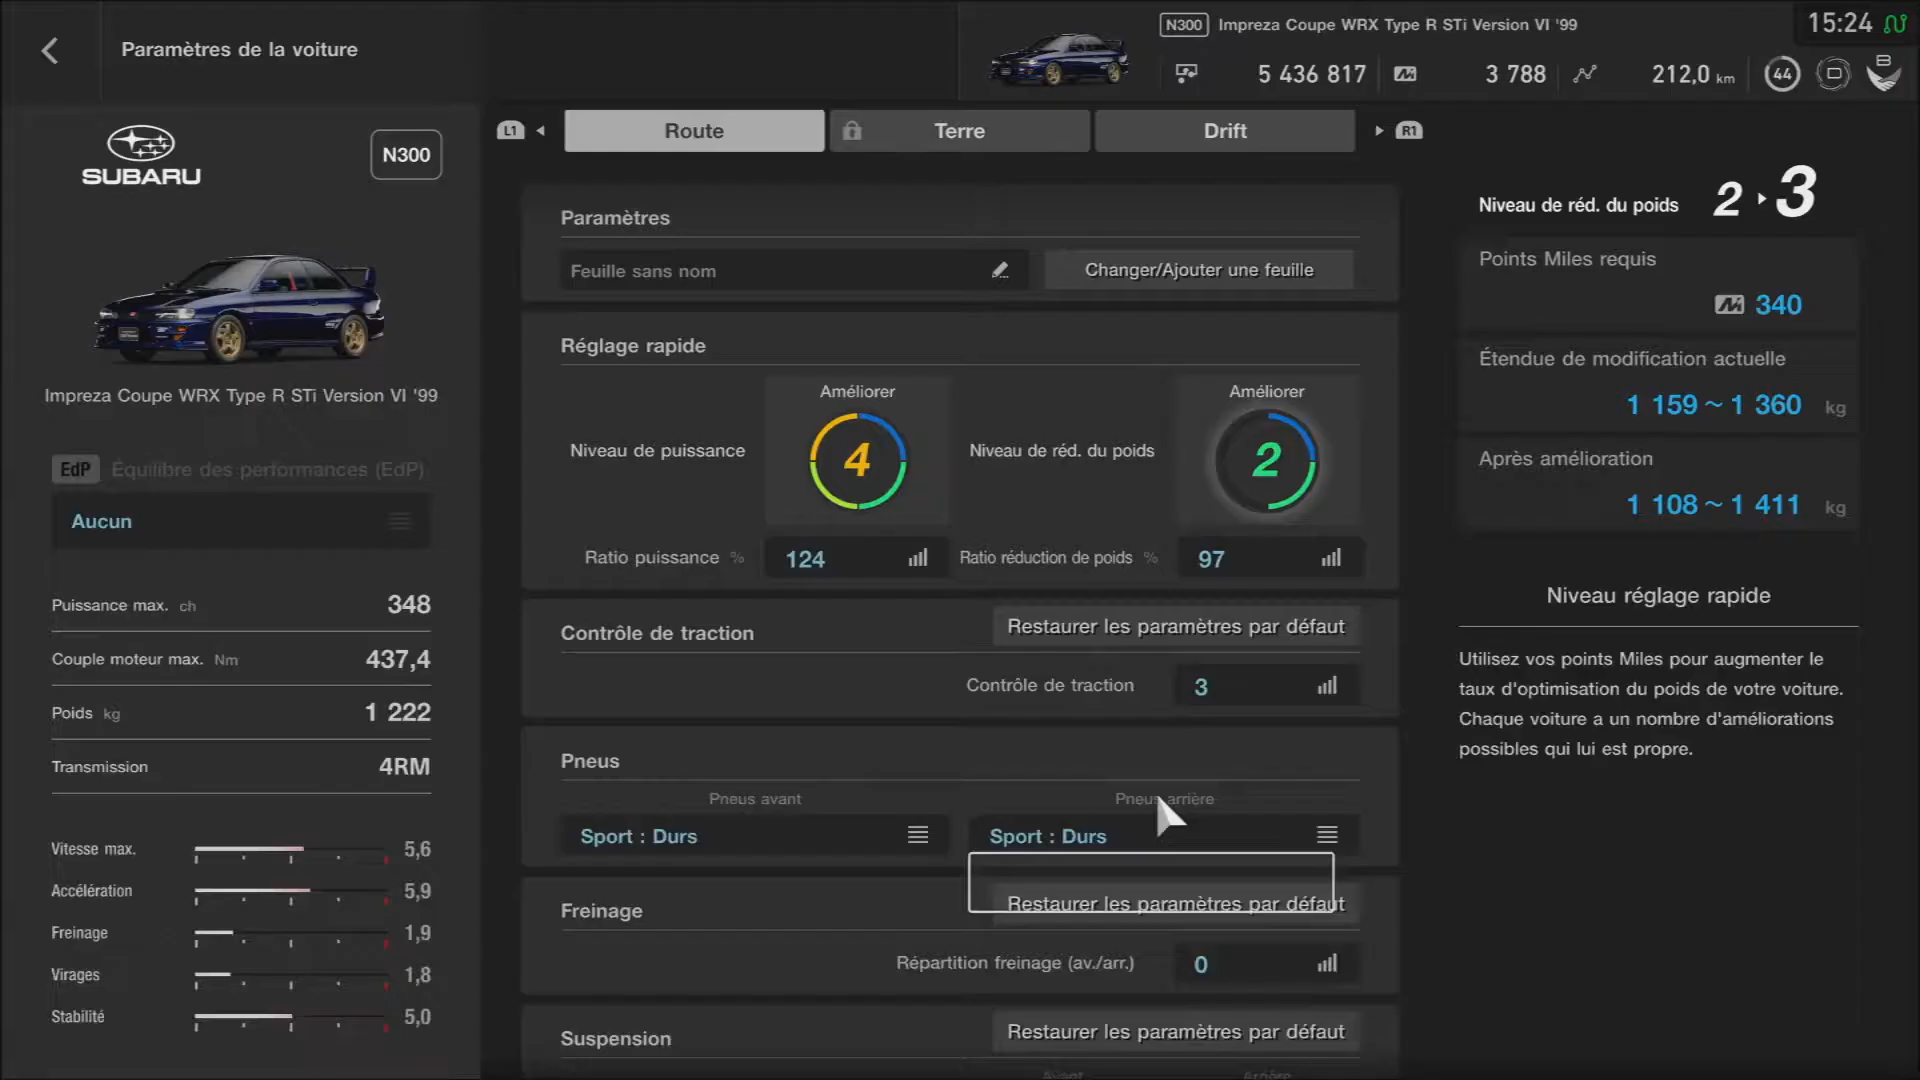 Paramètres de la voiture
N300 Impreza Coupe WRX Type R STi Version VI '99
15:24
5 436 817
3 788
212,0 km
44
B
SUBARU
N300
Impreza Coupe WRX Type R STi Version VI '99
EdP Équilibre des performances (EdP)
Aucun
Puissance max. ch 348
Couple moteur max. Nm 437,4
Poids kg 1 222
Transmission 4RM
Vitesse max. 5,6
Accélération 5,9
Freinage 1,9
Virages 1,8
Stabilité 5,0
L1 Route Terre Drift R1
Paramètres
Feuille sans nom
Changer/Ajouter une feuille
Réglage rapide
Améliorer
Améliorer
Niveau de puissance 4
Niveau de réd. du poids 2
Ratio puissance % 124
Ratio réduction de poids % 97
Contrôle de traction
Restaurer les paramètres par défaut
Contrôle de traction 3
Pneus
Pneus avant
Pneus arrière
Sport : Durs
Sport : Durs
Freinage
Restaurer les paramètres par défaut
Répartition freinage (av./arr.) 0
Suspension
Restaurer les paramètres par défaut
Avant
Arrière
Niveau de réd. du poids 2 3
Points Miles requis
340
Étendue de modification actuelle
1 159 ~ 1 360 kg
Après amélioration
1 108 ~ 1 411 kg
Niveau réglage rapide
Utilisez vos points Miles pour augmenter le
taux d'optimisation du poids de votre voiture.
Chaque voiture a un nombre d'améliorations
possibles qui lui est propre.